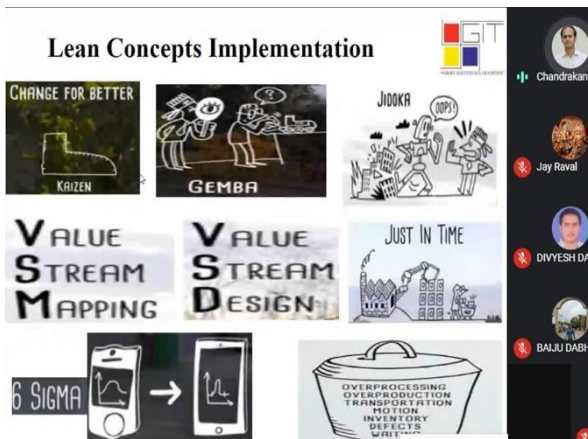 Lean Concepts Implementation
GIT
CHANGE FOR BETTER
KAIZEN
?
GEMBA
JIDOKA
OOPS!
VALUE
STREAM
MAPPING
VALUE
STREAM
DESIGN
JUST IN TIME
6 SIGMA
OVERPROCESSING
OVERPRODUCTION
TRANSPORTATION
MOTION
INVENTORY
DEFECTS
WAITING
Chandrakan
Jay Raval
DIVYESH DA
BAIJU DABH